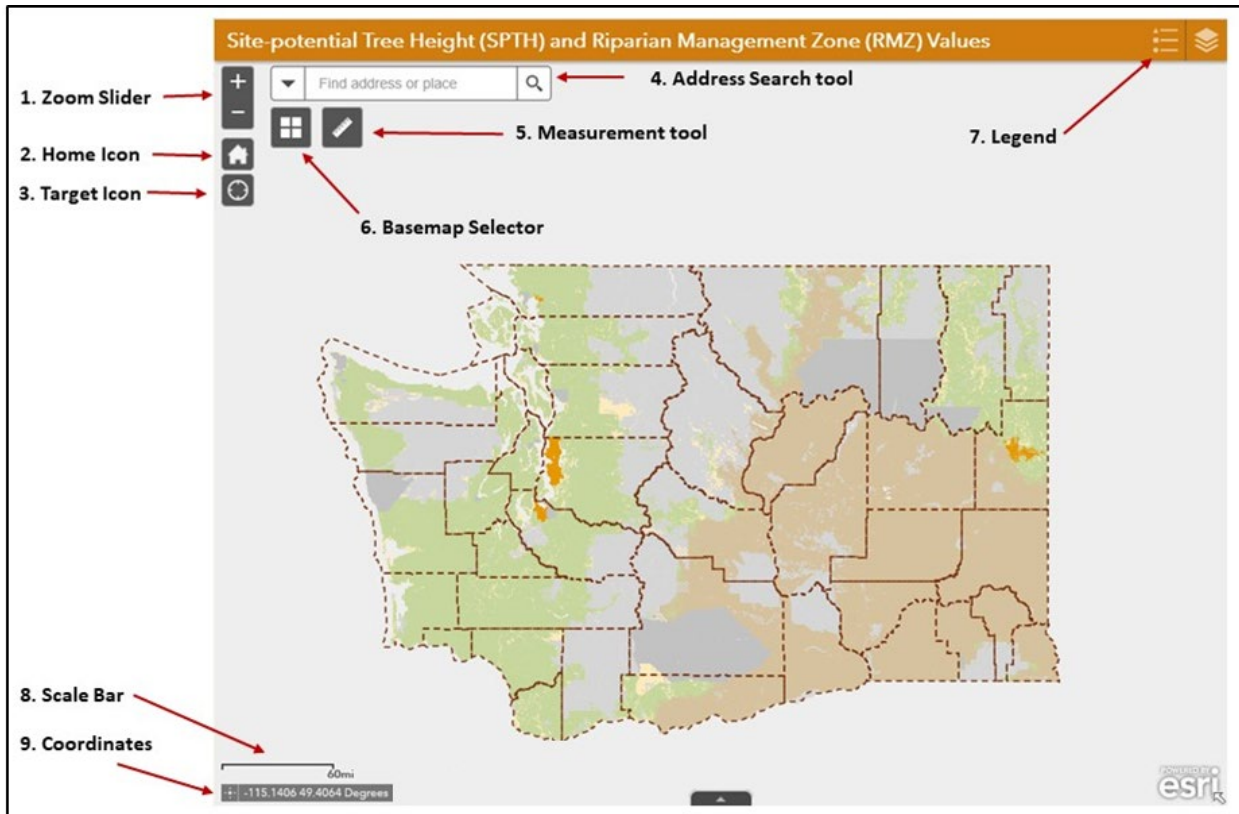 Site-potential Tree Height (SPTH) and Riparian Management Zone (RMZ) Values
Find address or place
4. Address Search tool
1. Zoom Slider
5. Measurement tool
7. Legend
2. Home Icon
3. Target Icon
6. Basemap Selector
8. Scale Bar
9. Coordinates
60mi
-115.1406 49.4064 Degrees
POWERED BY
esri